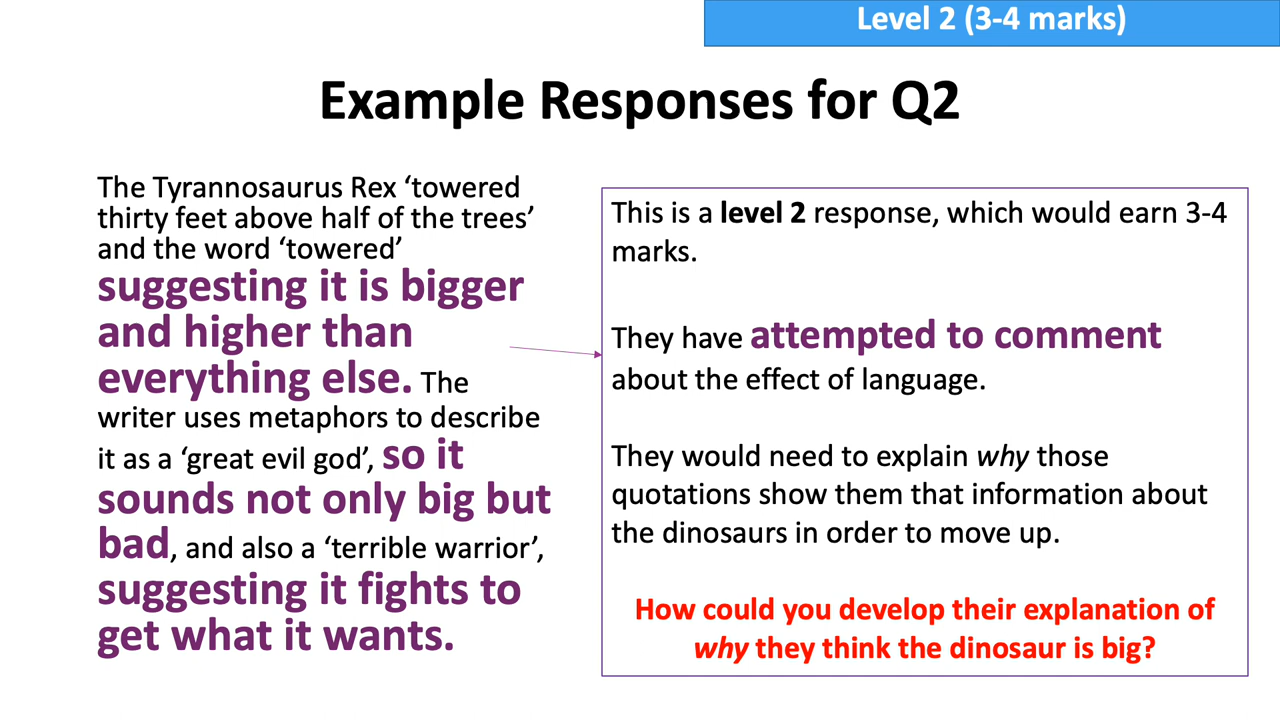 Level 2 (3-4 marks)
Example Responses for Q2
The Tyrannosaurus Rex ‘towered
thirty feet above half of the trees’
and the word ‘towered’
suggesting it is bigger
and higher than
everything else. The
writer uses metaphors to describe
it as a ‘great evil god’, so it
sounds not only big but
bad, and also a ‘terrible warrior’,
suggesting it fights to
get what it wants.
This is a level 2 response, which would earn 3-4
marks.
They have attempted to comment
about the effect of language.
They would need to explain why those
quotations show them that information about
the dinosaurs in order to move up.
How could you develop their explanation of
why they think the dinosaur is big?